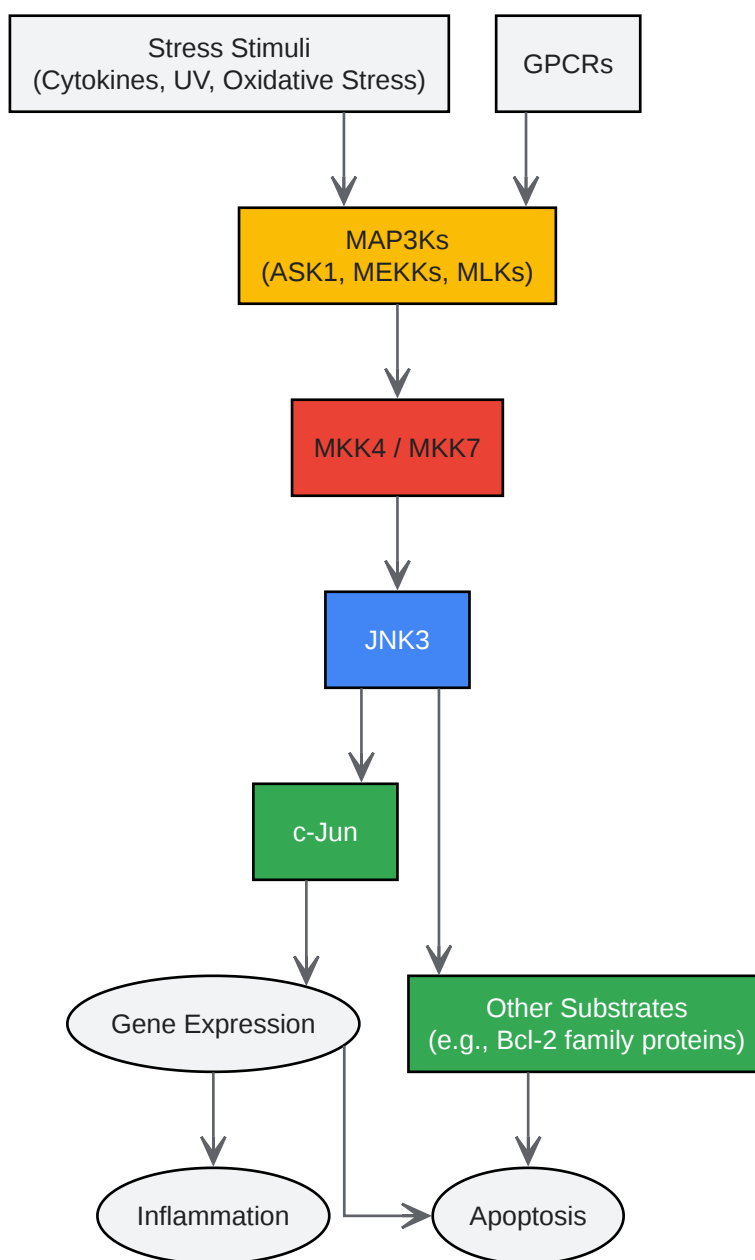 Stress Stimuli
(Cytokines, UV, Oxidative Stress)
GPCRs
MAP3Ks
(ASK1, MEKKs, MLKs)
MKK4 / MKK7
JNK3
c-Jun
Gene Expression
Other Substrates
(e.g., Bcl-2 family proteins)
Inflammation
Apoptosis